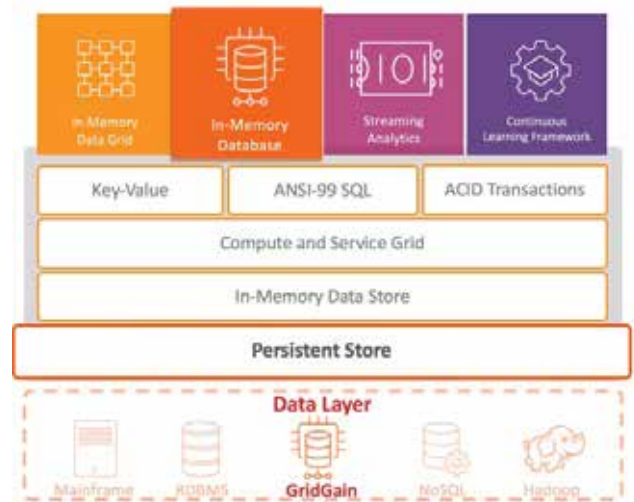 In-Memory
Data Grid
In-Memory
Database
Streaming
Analytics
Continuous
Learning Framework
Key-Value
ANSI-99 SQL
ACID Transactions
Compute and Service Grid
In-Memory Data Store
Persistent Store
Data Layer
Mainframe
RDBMS
GridGain
NoSQL
Hadoop